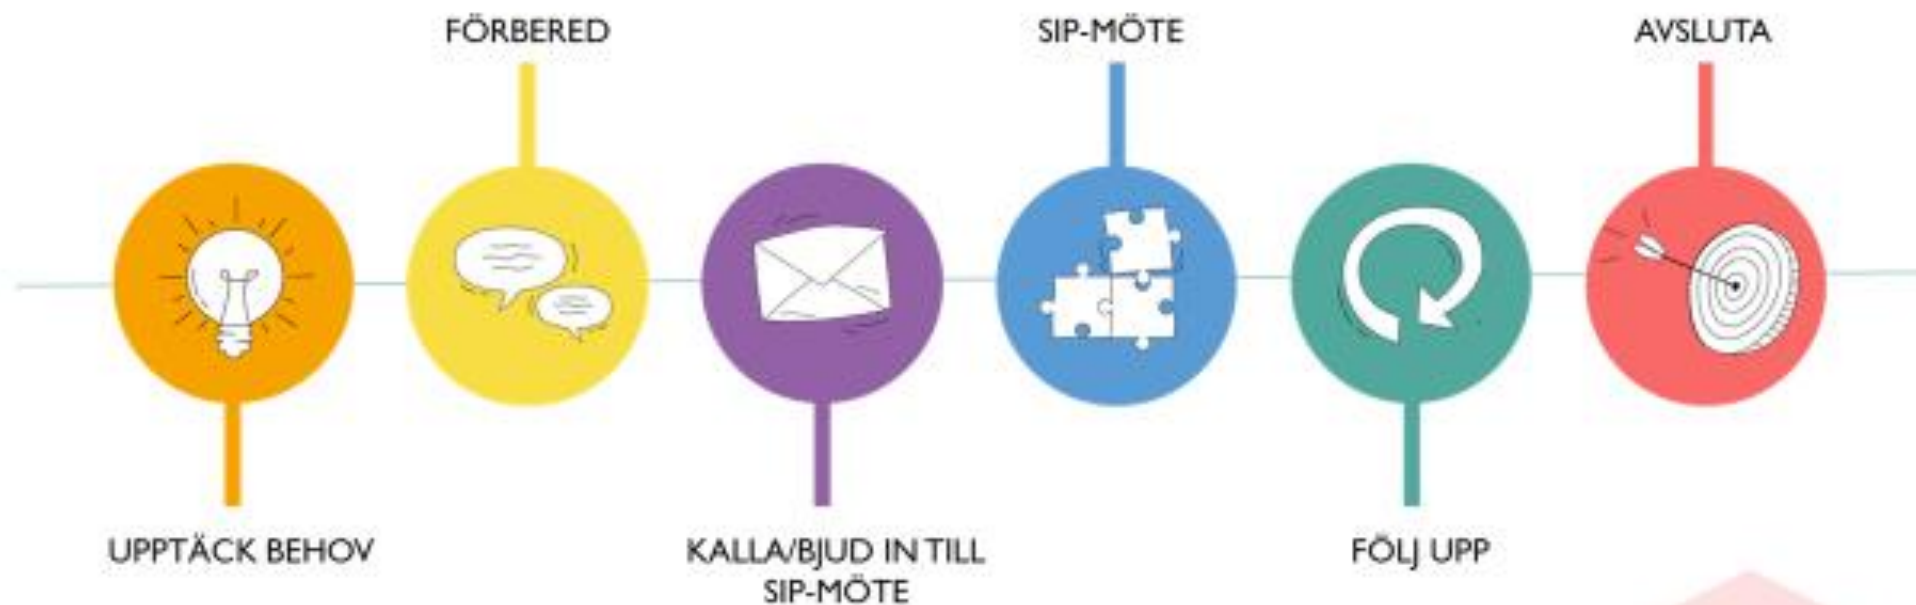 FÖRBERED
SIP-MÖTE
AVSLUTA
UPPTÄCK BEHOV
KALLA/BJUD IN TILL
SIP-MÖTE
FÖLJ UPP